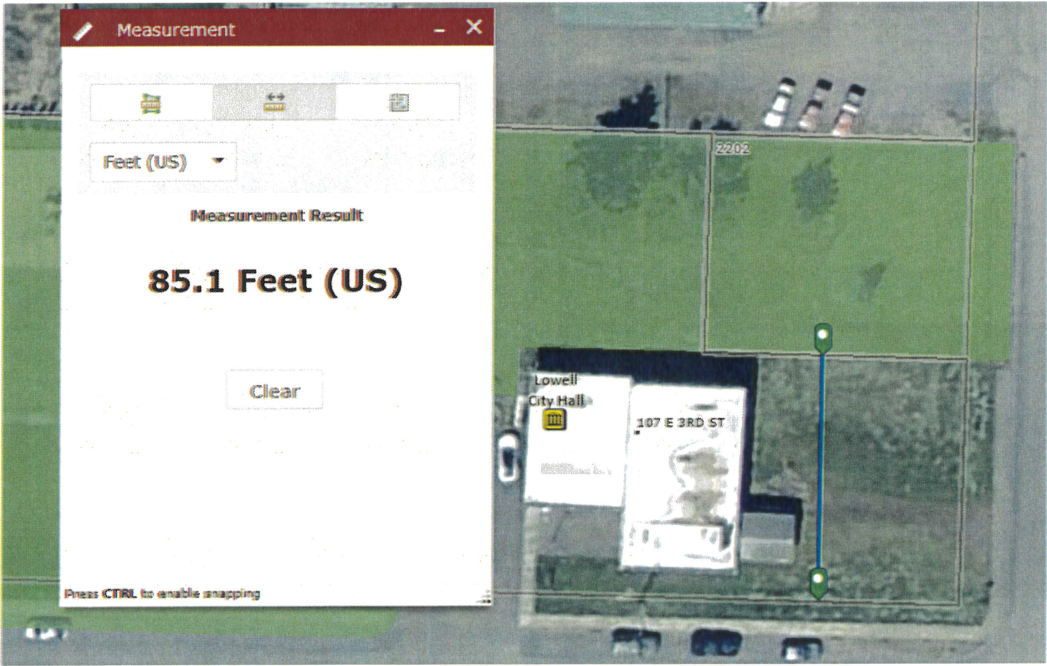 Measurement
Feet (US)
Measurement Result
85.1 Feet (US)
Clear
Press CTRL to enable snapping
2202
Lowell
City Hall
107 E 3RD ST